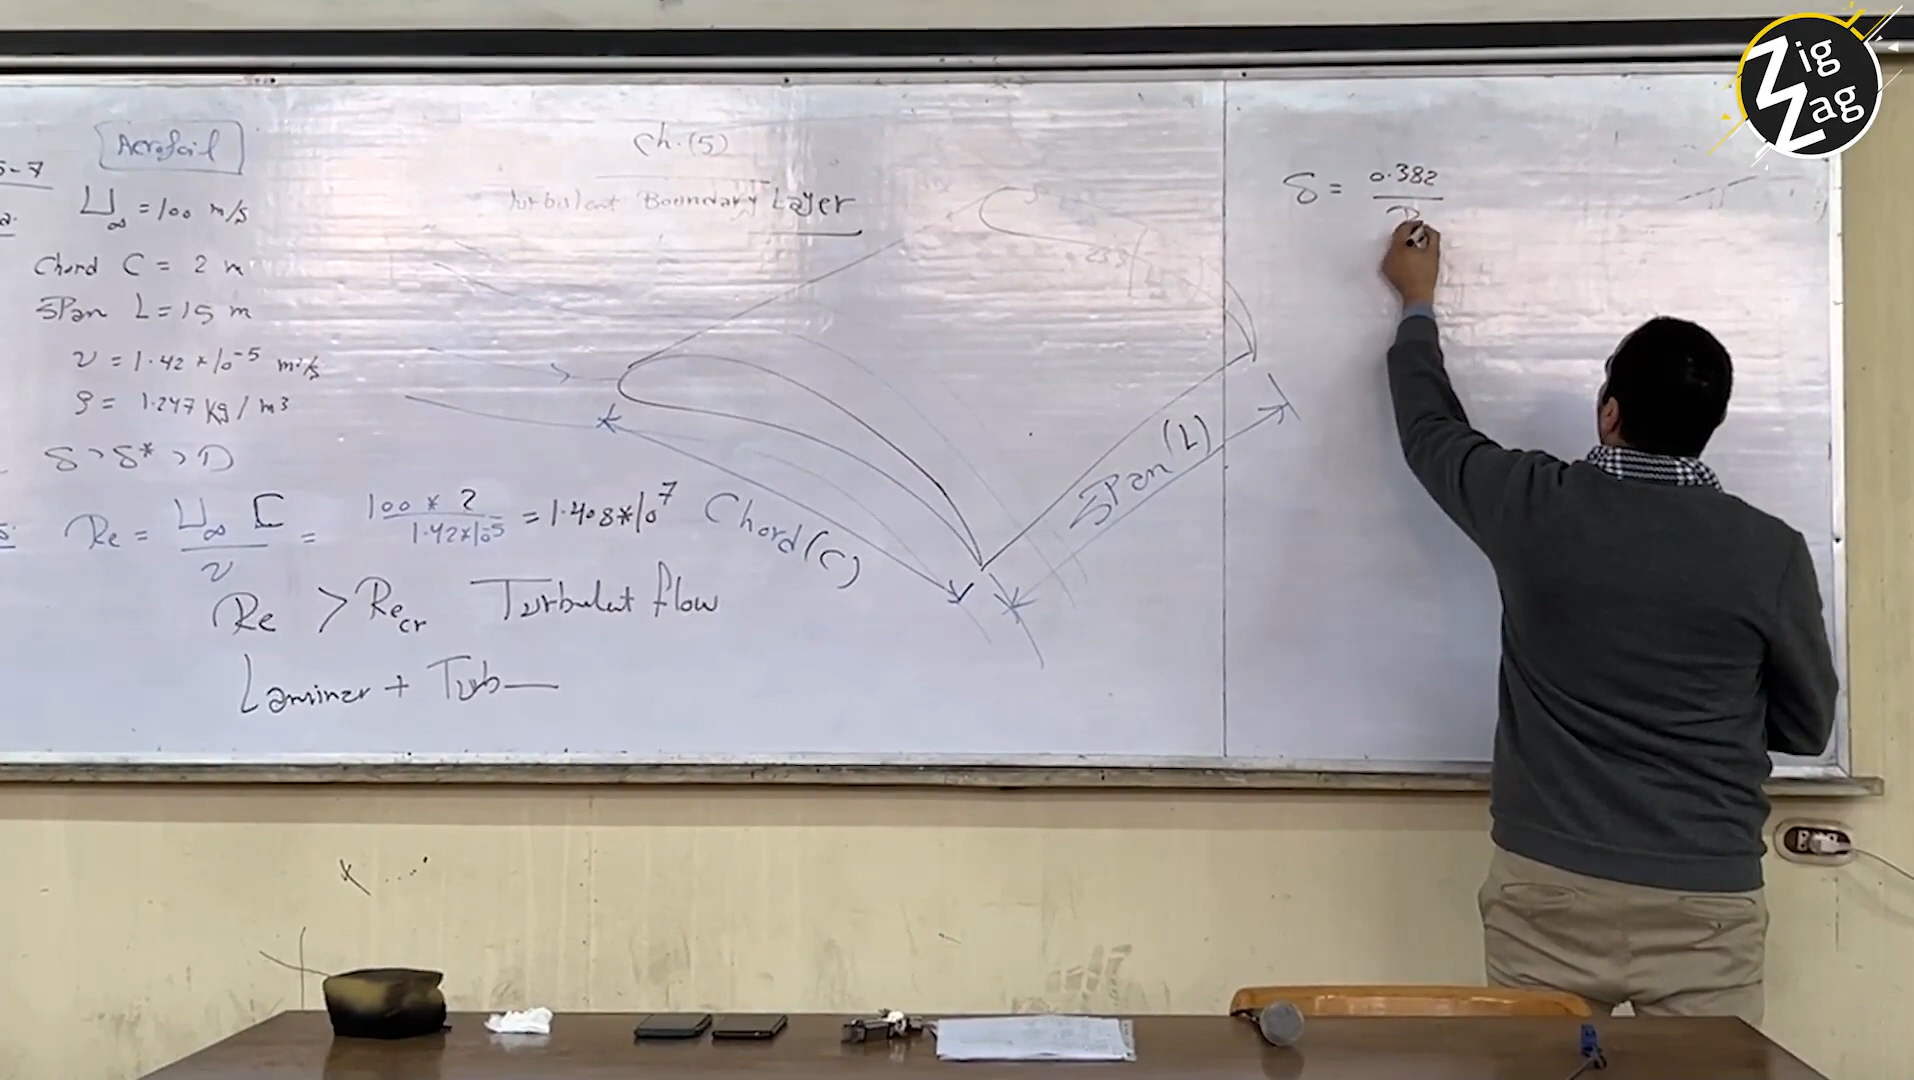 Zig Zag
Aerofoil
5-7
U∞ = 100 m/s
a.
Chord C = 2 m
Span L = 15 m
ν = 1.42 * 10^-5 m²/s
ρ = 1.247 kg / m3
δ, δ*, D
Re = U∞ C / ν = 100 * 2 / 1.42*10^-5 = 1.408*10^7
Re > Recr Turbulent flow
Laminar + Turb
Ch.(5)
Turbulent Boundary Layer
Chord (C)
Span (L)
δ = 0.382